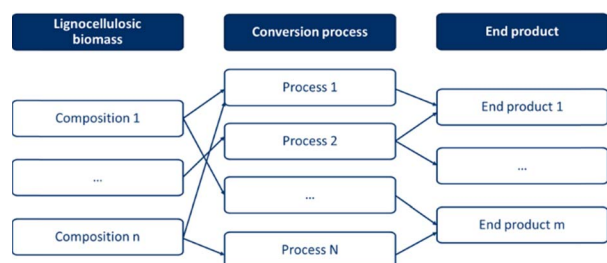 Lignocellulosic
biomass
Conversion process
End product
Process 1
Composition 1
End product 1
Process 2
...
...
...
Composition n
End product m
Process N